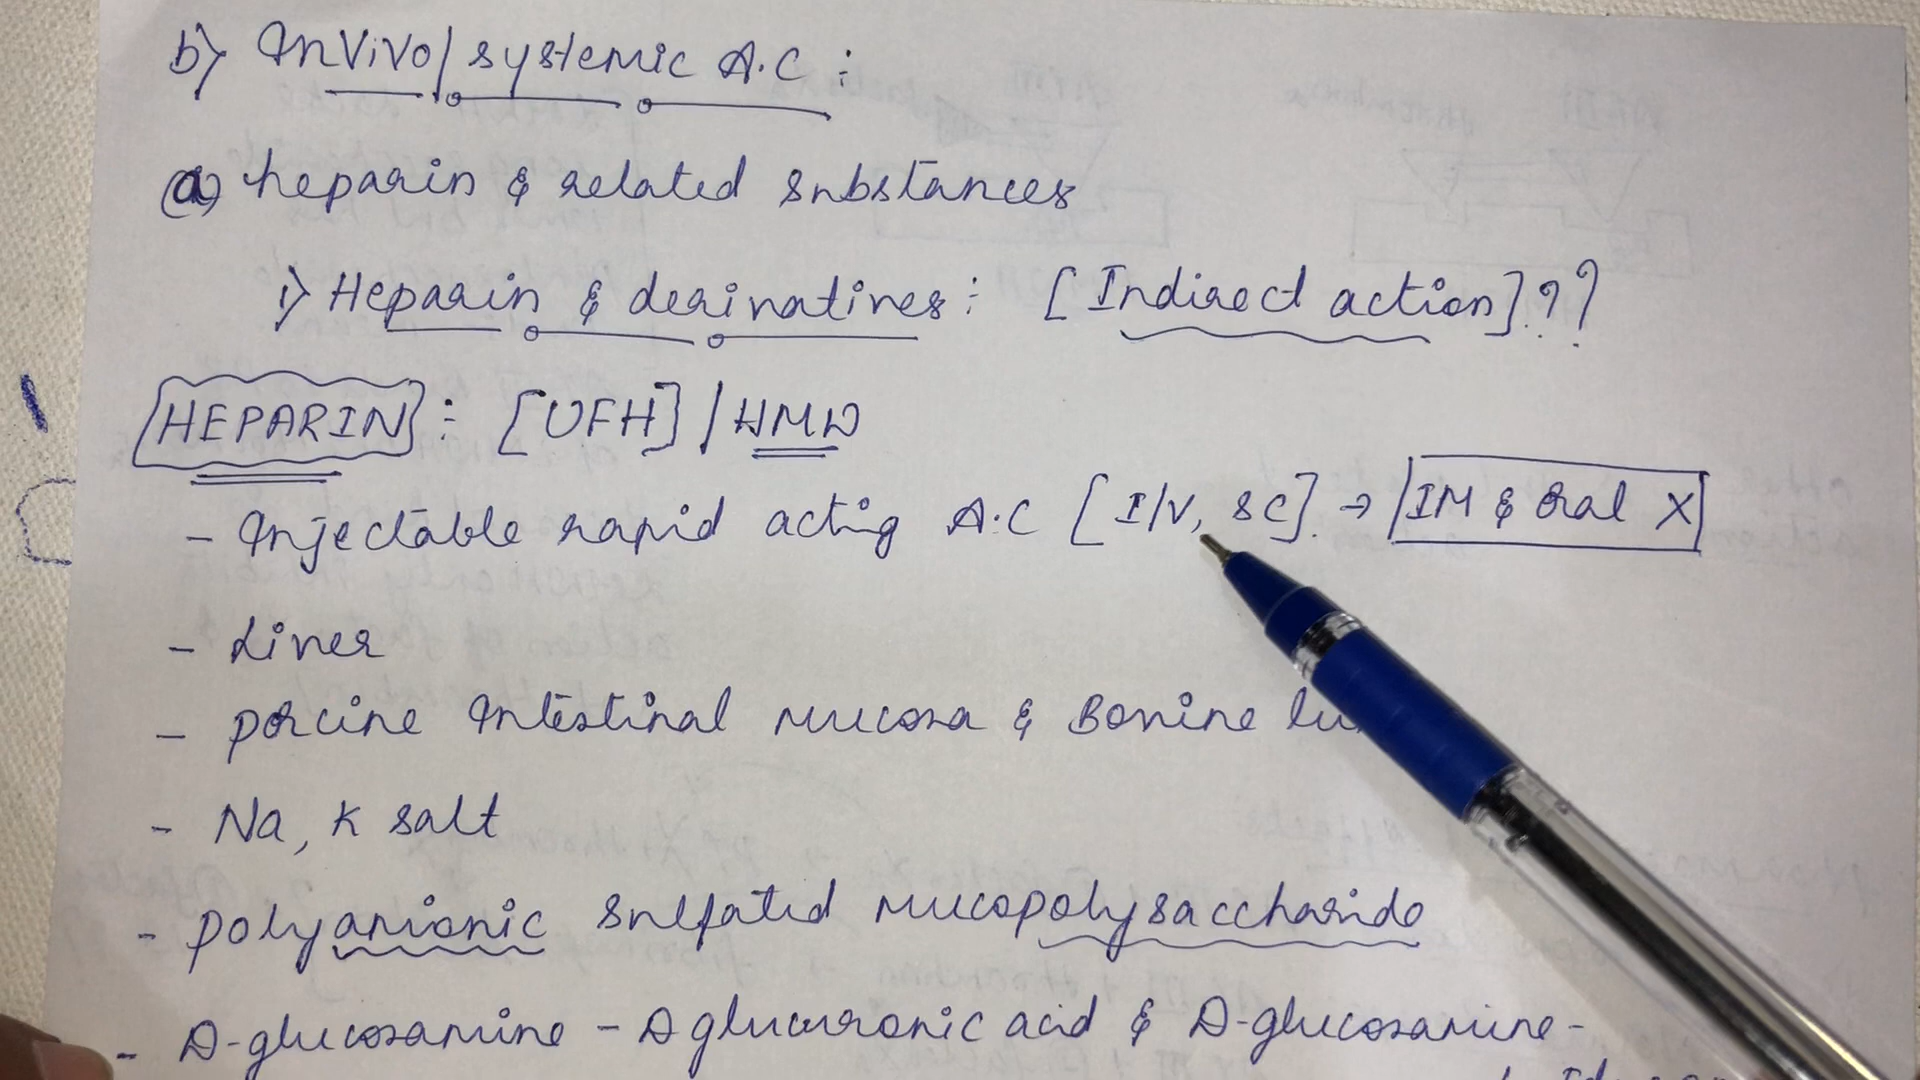 b) InVivo/systemic A.C :
(a) heparin & related substances
i) Heparin & derivatives : [Indirect action]??
HEPARIN : [UFH] / HMW
- Injectable rapid acting A.C [I/V, SC]. → IM & Oral X
- Liver
- porcine Intestinal mucosa & Bovine
- Na, K salt
- polyanionic sulfated mucopolysaccharide
- D-glucosamine - D glucuronic acid & D-glucosamine-